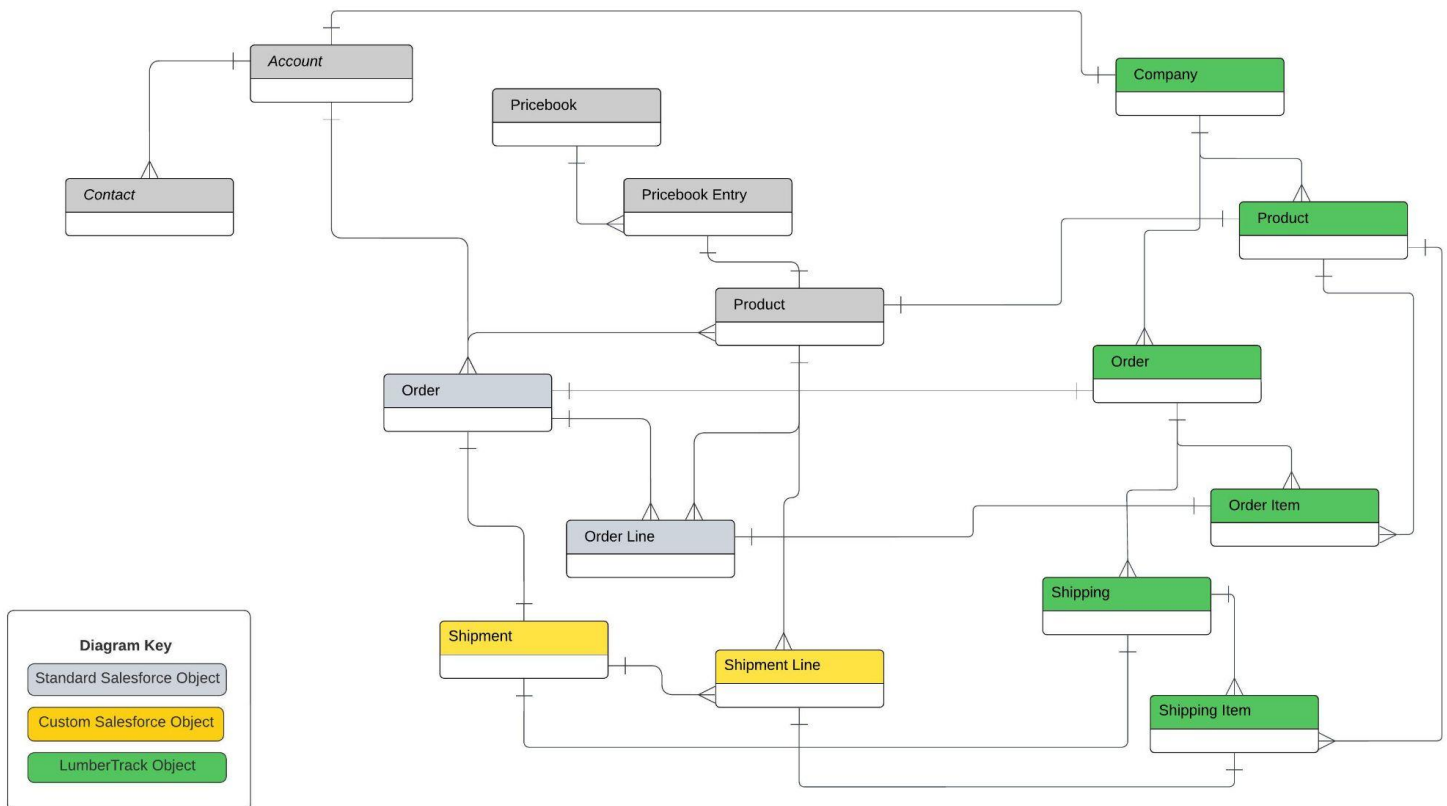 Account
Company
Pricebook
Contact
Pricebook Entry
Product
Product
Order
Order
Order Line
Order Item
Shipping
Shipment
Shipment Line
Shipping Item
Diagram Key
Standard Salesforce Object
Custom Salesforce Object
LumberTrack Object